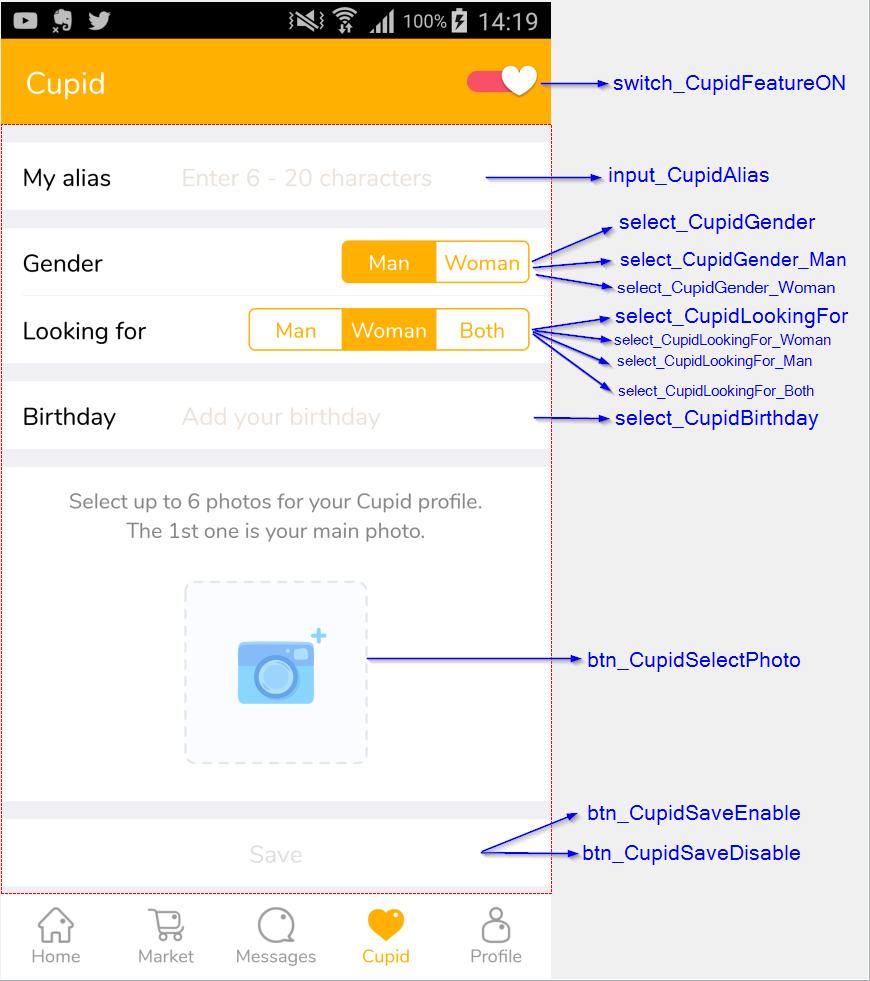 100% 14:19
Cupid
switch_CupidFeatureON
My alias Enter 6 - 20 characters
input_CupidAlias
select_CupidGender
Gender Man Woman
select_CupidGender_Man
select_CupidGender_Woman
select_CupidLookingFor
Looking for Man Woman Both
select_CupidLookingFor_Woman
select_CupidLookingFor_Man
select_CupidLookingFor_Both
Birthday Add your birthday
select_CupidBirthday
Select up to 6 photos for your Cupid profile.
The 1st one is your main photo.
btn_CupidSelectPhoto
btn_CupidSaveEnable
Save
btn_CupidSaveDisable
Home Market Messages Cupid Profile